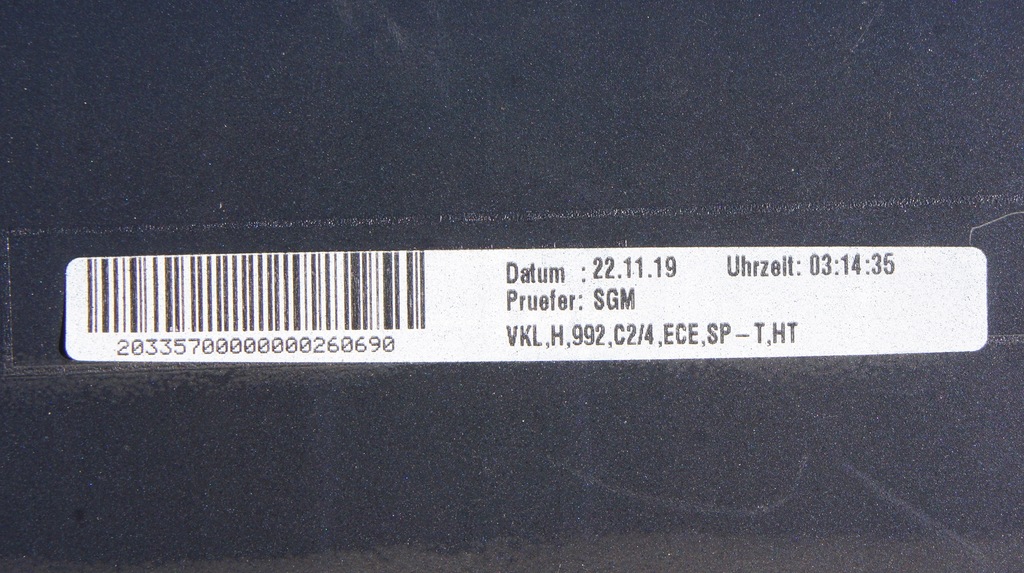 Datum : 22.11.19 Uhrzeit: 03:14:35
Pruefer: SGM
VKL,H,992,C2/4,ECE,SP-T,HT
20335700000000260690